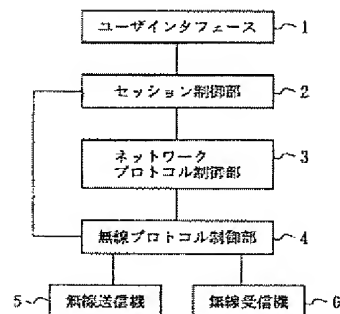 ユーザインタフェース 1
セッション制御部 2
ネットワーク
プロトコル制御部 3
無線プロトコル制御部 4
5 無線送信機 無線受信機 6